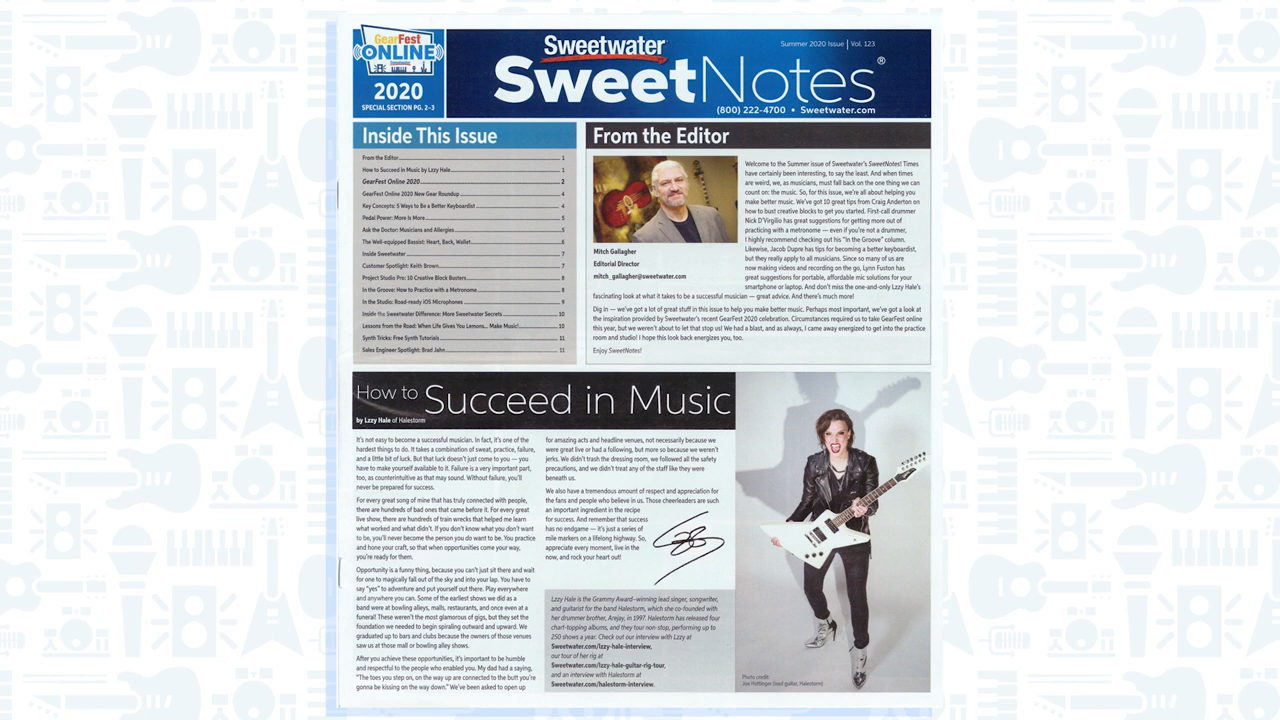 GearFest
ONLINE
Sweetwater
2020
SPECIAL SECTION PG. 2–3
Sweetwater
SweetNotes®
Summer 2020 Issue | Vol. 123
(800) 222-4700 • Sweetwater.com
Inside This Issue
From the Editor 1
How to Succeed in Music by Lzzy Hale 1
GearFest Online 2020 2
GearFest Online 2020 New Gear Roundup 4
Key Concepts: 5 Ways to Be a Better Keyboardist 4
Pedal Power: More Is More 5
Ask the Doctor: Musicians and Allergies 5
The Well-equipped Bassist: Heart, Back, Wallet 6
Inside Sweetwater 7
Customer Spotlight: Keith Brown 7
Project Studio Pro: 10 Creative Block Busters 8
In the Groove: How to Practice with a Metronome 8
In the Studio: Road-ready iOS Microphones 9
Inside the Sweetwater Difference: More Sweetwater Secrets 10
Lessons from the Road: When Life Gives You Lemons... Make Music! 10
Synth Tricks: Free Synth Tutorials 11
Sales Engineer Spotlight: Brad Jahn 11
From the Editor
Mitch Gallagher
Editorial Director
mitch_gallagher@sweetwater.com
Welcome to the Summer issue of Sweetwater's SweetNotes! Times
have certainly been interesting, to say the least. And when times
are weird, we, as musicians, must fall back on the one thing we can
count on: the music. So, for this issue, we're all about helping you
make better music. We've got 10 great tips from Craig Anderton on
how to bust creative blocks to get you started. First-call drummer
Nick D'Virgilio has great suggestions for getting more out of
practicing with a metronome — even if you're not a drummer,
I highly recommend checking out his "In the Groove" column.
Likewise, Jacob Dupre has tips for becoming a better keyboardist,
but they really apply to all musicians. Since so many of us are
now making videos and recording on the go, Lynn Fuston has
great suggestions for portable, affordable mic solutions for your
smartphone or laptop. And don't miss the one-and-only Lzzy Hale's
fascinating look at what it takes to be a successful musician — great advice. And there's much more!
Dig in — we've got a lot of great stuff in this issue to help you make better music. Perhaps most important, we've got a look at
the inspiration provided by Sweetwater's recent GearFest 2020 celebration. Circumstances required us to take GearFest online
this year, but we weren't about to let that stop us! We had a blast, and as always, I came away energized to get into the practice
room and studio! I hope this look back energizes you, too.
Enjoy SweetNotes!
How to Succeed in Music
by Lzzy Hale of Halestorm
It's not easy to become a successful musician. In fact, it's one of the
hardest things to do. It takes a combination of sweat, practice, failure,
and a little bit of luck. But that luck doesn't just come to you — you
have to make yourself available to it. Failure is a very important part,
too, as counterintuitive as that may sound. Without failure, you'll
never be prepared for success.
For every great song of mine that has truly connected with people,
there are hundreds of bad ones that came before it. For every great
live show, there are hundreds of train wrecks that helped me learn
what worked and what didn't. If you don't know what you don't want
to be, you'll never become the person you do want to be. You practice
and hone your craft, so that when opportunities come your way,
you're ready for them.
Opportunity is a funny thing, because you can't just sit there and wait
for one to magically fall out of the sky and into your lap. You have to
say "yes" to adventure and put yourself out there. Play everywhere
and anywhere you can. Some of the earliest shows we did as a
band were at bowling alleys, malls, restaurants, and once even at a
funeral! These weren't the most glamorous of gigs, but they set the
foundation we needed to begin spiraling outward and upward. We
graduated up to bars and clubs because the owners of those venues
saw us at those mall or bowling alley shows.
After you achieve these opportunities, it's important to be humble
and respectful to the people who enabled you. My dad had a saying,
"The toes you step on, on the way up are connected to the butt you're
gonna be kissing on the way down." We've been asked to open up
for amazing acts and headline venues, not necessarily because we
were great live or had a following, but more so because we weren't
jerks. We didn't trash the dressing room, we followed all the safety
precautions, and we didn't treat any of the staff like they were
beneath us.
We also have a tremendous amount of respect and appreciation for
the fans and people who believe in us. Those cheerleaders are such
an important ingredient in the recipe
for success. And remember that success
has no endgame — it's just a series of
mile markers on a lifelong highway. So,
appreciate every moment, live in the
now, and rock your heart out!
Lzzy Hale is the Grammy Award–winning lead singer, songwriter,
and guitarist for the band Halestorm, which she co-founded with
her drummer brother, Arejay, in 1997. Halestorm has released four
chart-topping albums, and they tour non-stop, performing up to
250 shows a year. Check out our interview with Lzzy at
Sweetwater.com/lzzy-hale-interview,
our tour of her rig at
Sweetwater.com/lzzy-hale-guitar-rig-tour,
and an interview with Halestorm at
Sweetwater.com/halestorm-interview.
Photo credit:
Joe Hottinger (lead guitar, Halestorm)